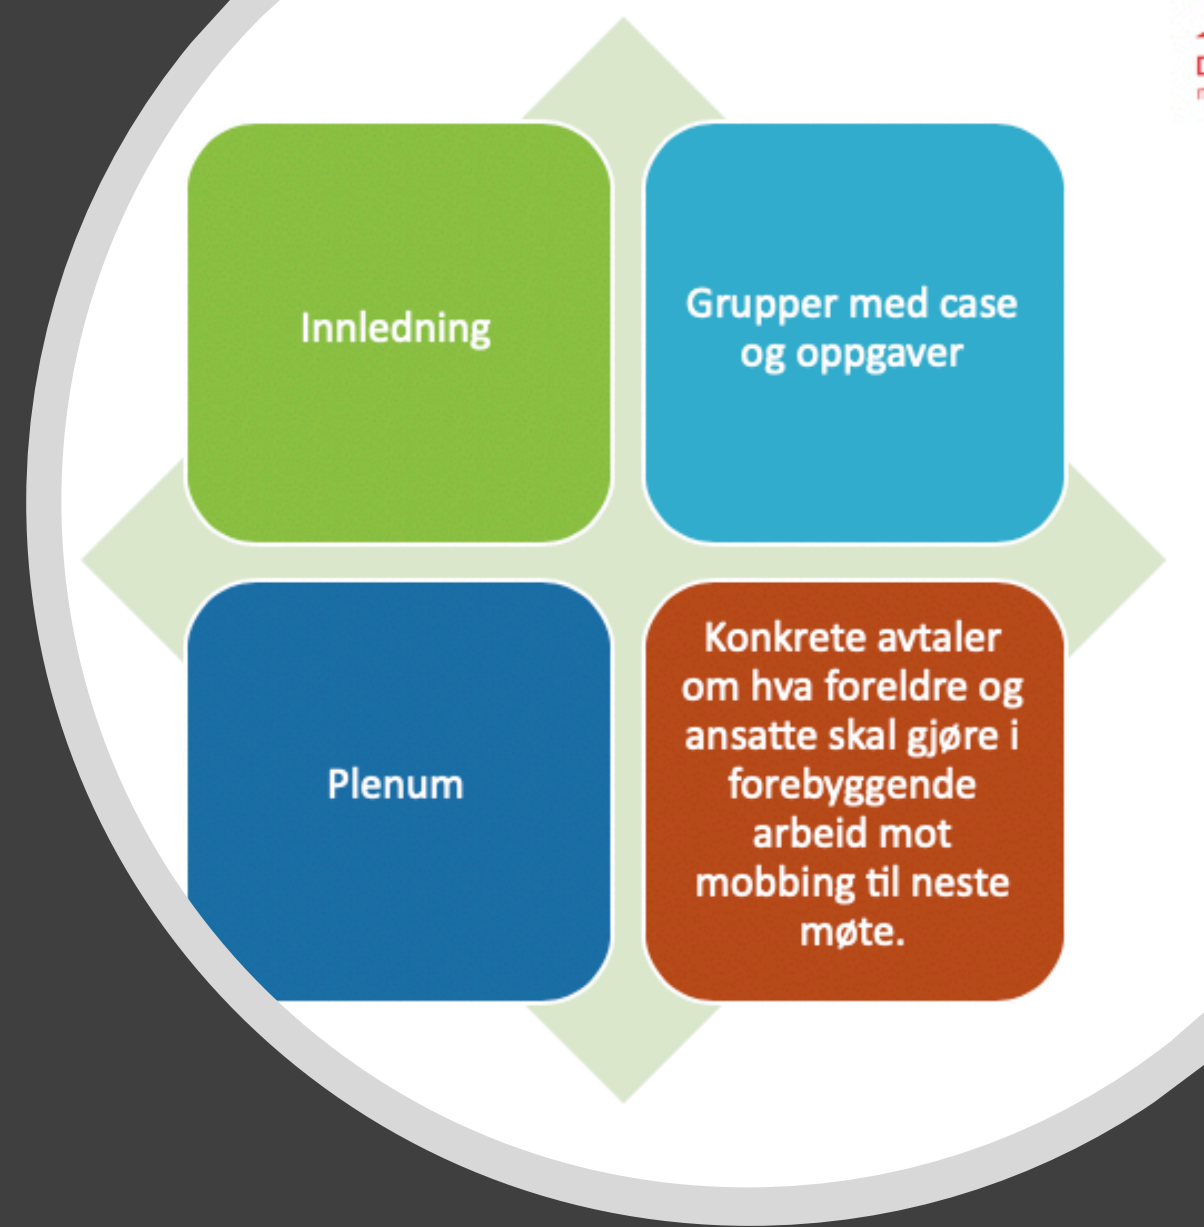 Innledning
Grupper med case
og oppgaver
Plenum
Konkrete avtaler
om hva foreldre og
ansatte skal gjøre i
forebyggende
arbeid mot
mobbing til neste
møte.